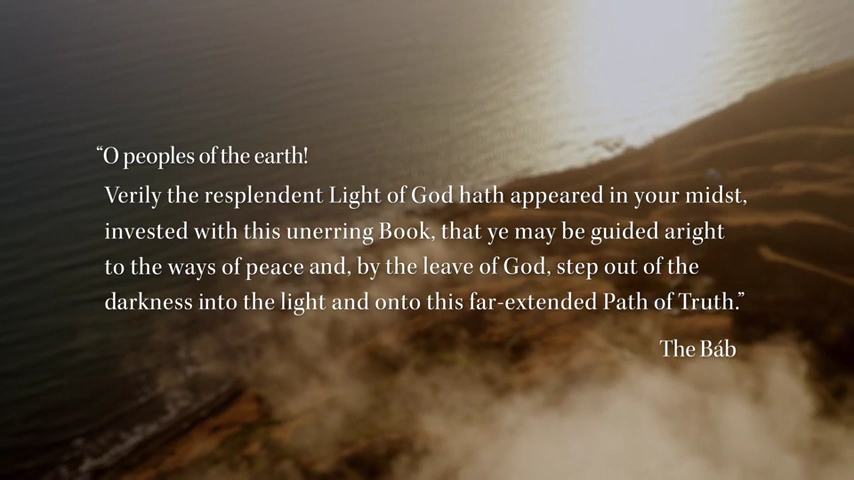 “O peoples of the earth!
Verily the resplendent Light of God hath appeared in your midst,
invested with this unerring Book, that ye may be guided aright
to the ways of peace and, by the leave of God, step out of the
darkness into the light and onto this far-extended Path of Truth.”
The Báb